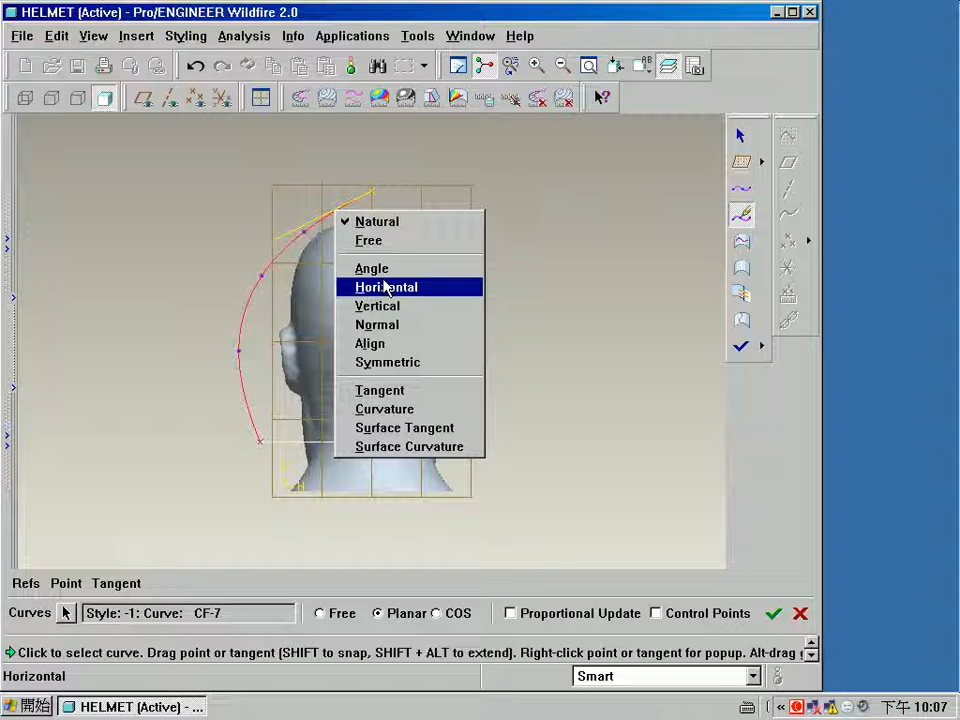 HELMET (Active) - Pro/ENGINEER Wildfire 2.0
File Edit View Insert Styling Analysis Info Applications Tools Window Help
Natural
Free
Angle
Horizontal
Vertical
Normal
Align
Symmetric
Tangent
Curvature
Surface Tangent
Surface Curvature
H
Refs Point Tangent
Curves Style: -1: Curve: CF-7 Free Planar COS Proportional Update Control Points
Click to select curve. Drag point or tangent (SHIFT to snap, SHIFT + ALT to extend). Right-click point or tangent for popup. Alt-drag
Horizontal Smart
開始 HELMET (Active) - ... « 下午 10:07